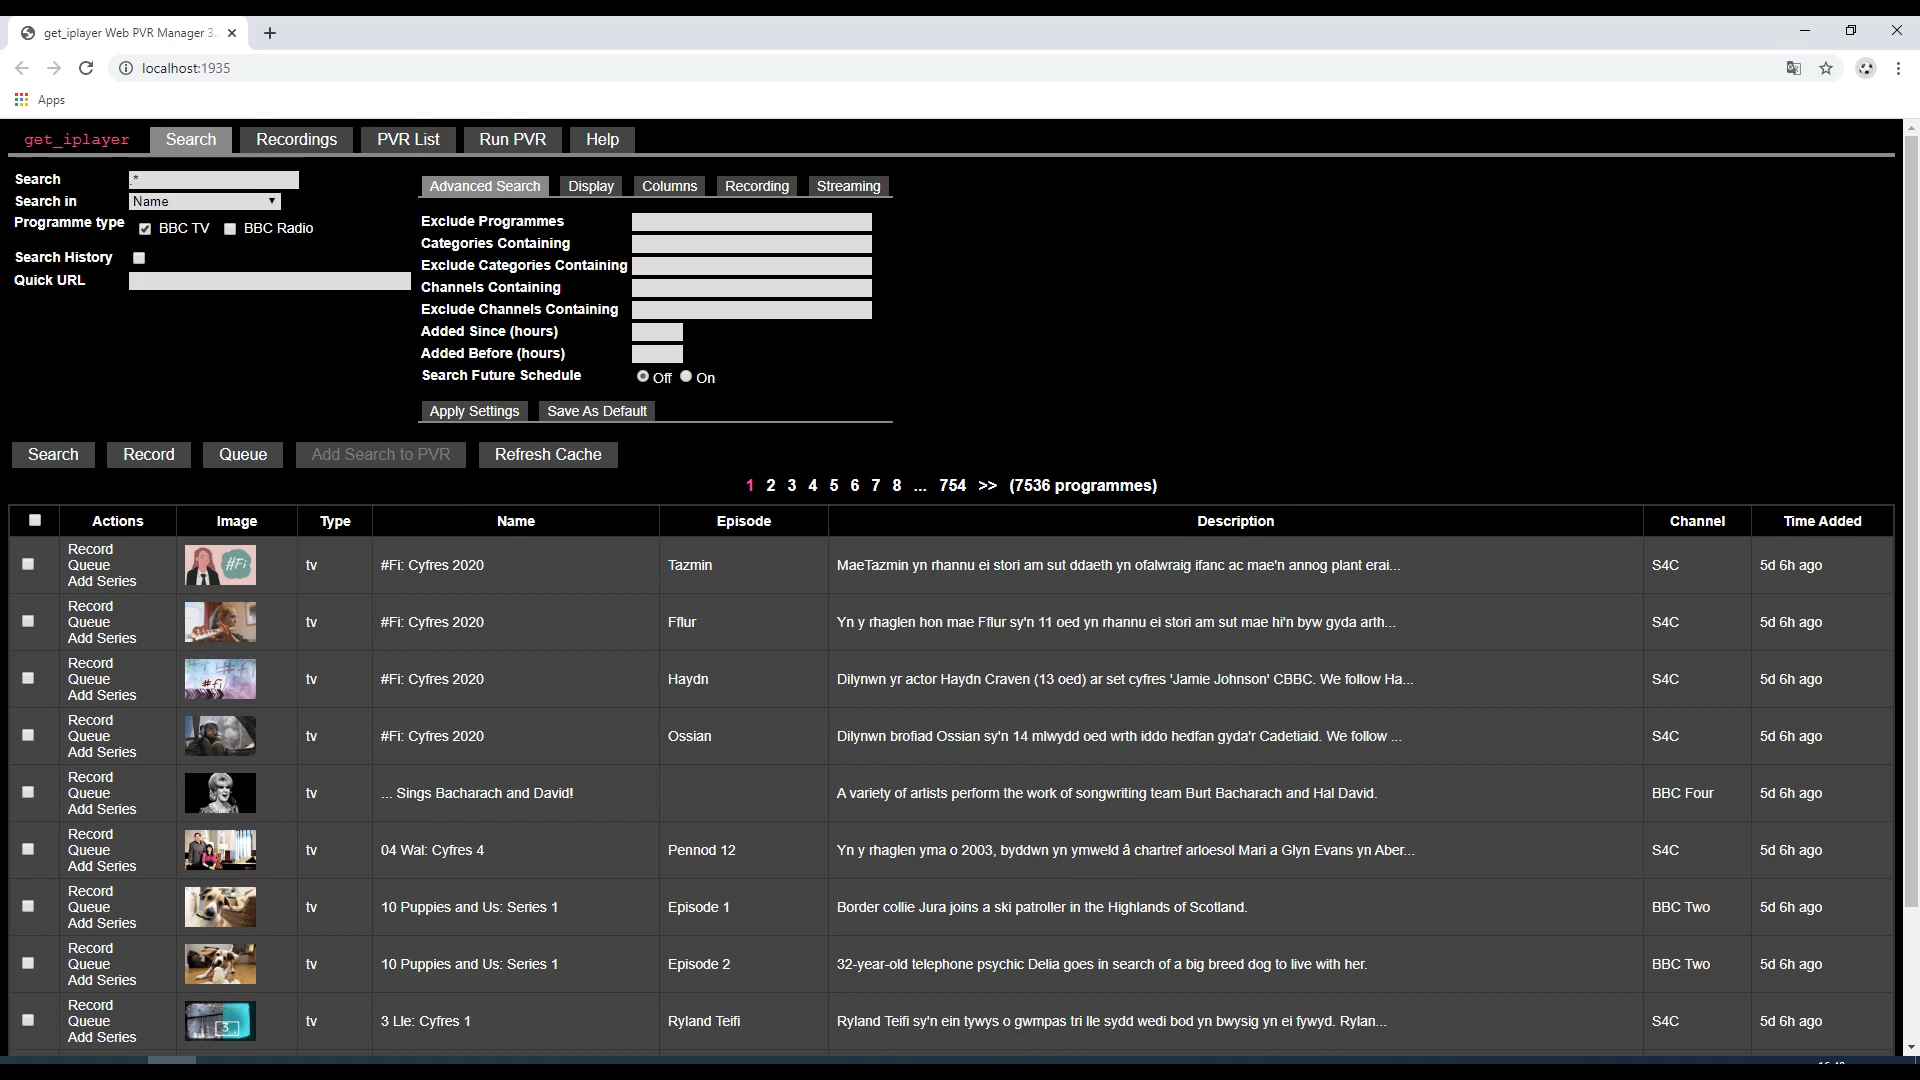 get_iplayer Web PVR Manager 3.
localhost:1935
Apps
get_iplayer Search Recordings PVR List Run PVR Help
Search .*
Search in Name
Programme type BBC TV BBC Radio
Search History
Quick URL
Advanced Search Display Columns Recording Streaming
Exclude Programmes
Categories Containing
Exclude Categories Containing
Channels Containing
Exclude Channels Containing
Added Since (hours)
Added Before (hours)
Search Future Schedule Off On
Apply Settings Save As Default
Search Record Queue Add Search to PVR Refresh Cache
1 2 3 4 5 6 7 8 ... 754 >> (7536 programmes)
Actions Image Type Name Episode Description Channel Time Added
Record
Queue
Add Series
#Fi
tv #Fi: Cyfres 2020 Tazmin MaeTazmin yn rhannu ei stori am sut ddaeth yn ofalwraig ifanc ac mae'n annog plant erai... S4C 5d 6h ago
Record
Queue
Add Series
tv #Fi: Cyfres 2020 Fflur Yn y rhaglen hon mae Fflur sy'n 11 oed yn rhannu ei stori am sut mae hi'n byw gyda arth... S4C 5d 6h ago
Record
Queue
Add Series
#fi
tv #Fi: Cyfres 2020 Haydn Dilynwn yr actor Haydn Craven (13 oed) ar set cyfres 'Jamie Johnson' CBBC. We follow Ha... S4C 5d 6h ago
Record
Queue
Add Series
tv #Fi: Cyfres 2020 Ossian Dilynwn brofiad Ossian sy'n 14 mlwydd oed wrth iddo hedfan gyda'r Cadetiaid. We follow ... S4C 5d 6h ago
Record
Queue
Add Series
tv ... Sings Bacharach and David! A variety of artists perform the work of songwriting team Burt Bacharach and Hal David. BBC Four 5d 6h ago
Record
Queue
Add Series
tv 04 Wal: Cyfres 4 Pennod 12 Yn y rhaglen yma o 2003, byddwn yn ymweld â chartref arloesol Mari a Glyn Evans yn Aber... S4C 5d 6h ago
Record
Queue
Add Series
tv 10 Puppies and Us: Series 1 Episode 1 Border collie Jura joins a ski patroller in the Highlands of Scotland. BBC Two 5d 6h ago
Record
Queue
Add Series
tv 10 Puppies and Us: Series 1 Episode 2 32-year-old telephone psychic Delia goes in search of a big breed dog to live with her. BBC Two 5d 6h ago
Record
Queue
Add Series
3
tv 3 Lle: Cyfres 1 Ryland Teifi Ryland Teifi sy'n ein tywys o gwmpas tri lle sydd wedi bod yn bwysig yn ei fywyd. Rylan... S4C 5d 6h ago